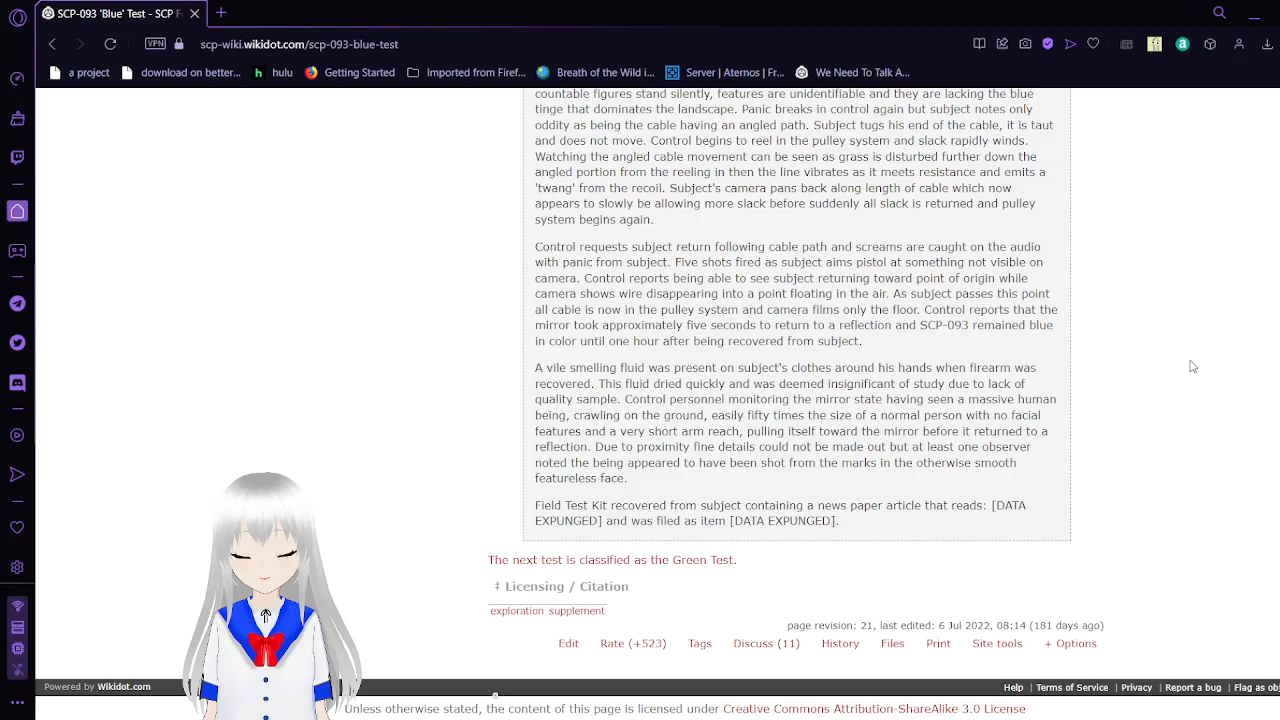 SCP-093 'Blue' Test - SCP F
scp-wiki.wikidot.com/scp-093-blue-test
VPN
a project
download on better...
hulu
Getting Started
Imported from Firef...
Breath of the Wild i...
Server | Aternos | Fr...
We Need To Talk A...
countable figures stand silently, features are unidentifiable and they are lacking the blue
tinge that dominates the landscape. Panic breaks in control again but subject notes only
oddity as being the cable having an angled path. Subject tugs his end of the cable, it is taut
and does not move. Control begins to reel in the pulley system and slack rapidly winds.
Watching the angled cable movement can be seen as grass is disturbed further down the
angled portion from the reeling in then the line vibrates as it meets resistance and emits a
'twang' from the recoil. Subject's camera pans back along length of cable which now
appears to slowly be allowing more slack before suddenly all slack is returned and pulley
system begins again.
Control requests subject return following cable path and screams are caught on the audio
with panic from subject. Five shots fired as subject aims pistol at something not visible on
camera. Control reports being able to see subject returning toward point of origin while
camera shows wire disappearing into a point floating in the air. As subject passes this point
all cable is now in the pulley system and camera films only the floor. Control reports that the
mirror took approximately five seconds to return to a reflection and SCP-093 remained blue
in color until one hour after being recovered from subject.
A vile smelling fluid was present on subject's clothes around his hands when firearm was
recovered. This fluid dried quickly and was deemed insignificant of study due to lack of
quality sample. Control personnel monitoring the mirror state having seen a massive human
being, crawling on the ground, easily fifty times the size of a normal person with no facial
features and a very short arm reach, pulling itself toward the mirror before it returned to a
reflection. Due to proximity fine details could not be made out but at least one observer
noted the being appeared to have been shot from the marks in the otherwise smooth
featureless face.
Field Test Kit recovered from subject containing a news paper article that reads: [DATA
EXPUNGED] and was filed as item [DATA EXPUNGED].
The next test is classified as the Green Test.
‡ Licensing / Citation
exploration supplement
page revision: 21, last edited: 6 Jul 2022, 08:14 (181 days ago)
Edit Rate (+523) Tags Discuss (11) History Files Print Site tools + Options
Powered by Wikidot.com
Help | Terms of Service | Privacy | Report a bug | Flag as ob
Unless otherwise stated, the content of this page is licensed under Creative Commons Attribution-ShareAlike 3.0 License